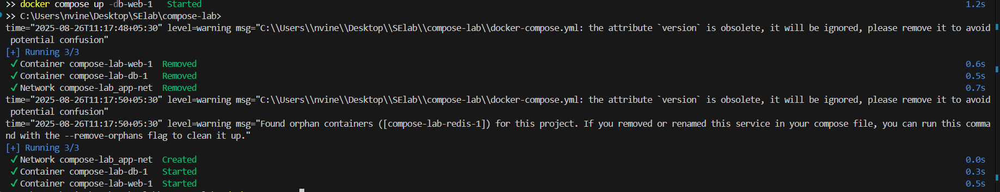 >> docker compose up -db-web-1   Started 1.2s
>> C:\Users\nvine\Desktop\SElab\compose-lab>
time="2025-08-26T11:17:48+05:30" level=warning msg="C:\\Users\\nvine\\Desktop\\SElab\\compose-lab\\docker-compose.yml: the attribute `version` is obsolete, it will be ignored, please remove it to avoid
 potential confusion"
[+] Running 3/3
 ✔ Container compose-lab-web-1  Removed 0.6s
 ✔ Container compose-lab-db-1   Removed 0.5s
 ✔ Network compose-lab_app-net  Removed 0.7s
time="2025-08-26T11:17:50+05:30" level=warning msg="C:\\Users\\nvine\\Desktop\\SElab\\compose-lab\\docker-compose.yml: the attribute `version` is obsolete, it will be ignored, please remove it to avoid
 potential confusion"
time="2025-08-26T11:17:50+05:30" level=warning msg="Found orphan containers ([compose-lab-redis-1]) for this project. If you removed or renamed this service in your compose file, you can run this comma
nd with the --remove-orphans flag to clean it up."
[+] Running 3/3
 ✔ Network compose-lab_app-net  Created 0.0s
 ✔ Container compose-lab-db-1   Started 0.3s
 ✔ Container compose-lab-web-1  Started 0.5s